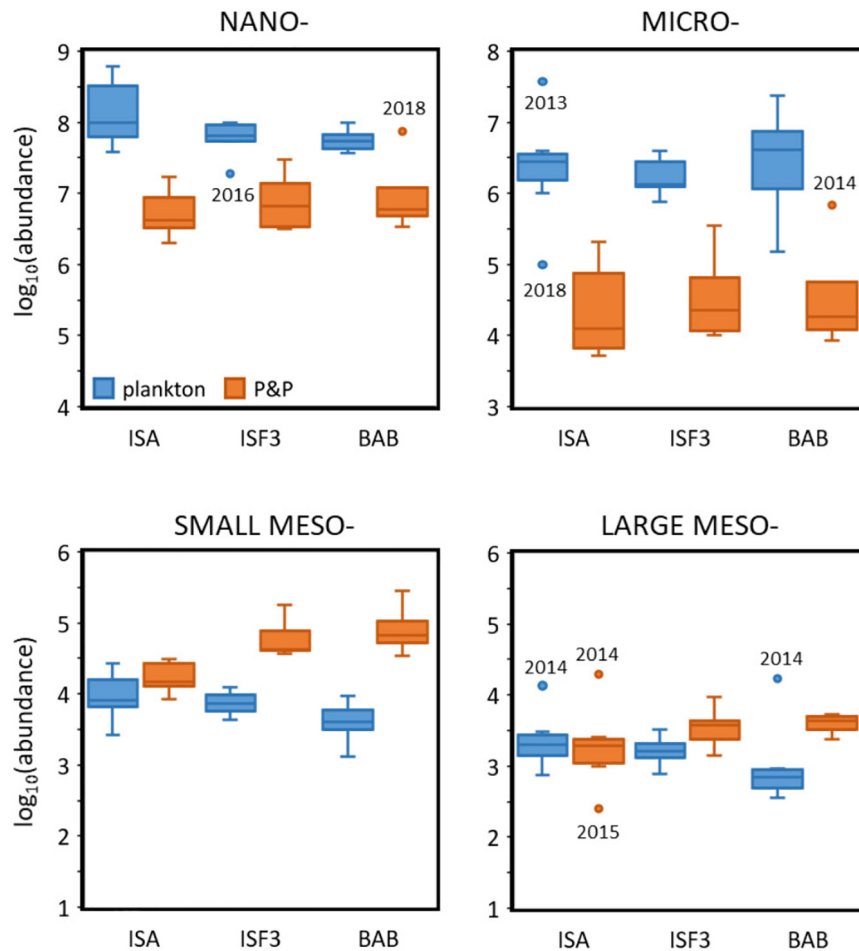 NANO-
9
8
7
6
5
4
log10(abundance)
2018
2016
plankton P&P
ISA ISF3 BAB
MICRO-
8
7
6
5
4
3
2013
2014
2018
ISA ISF3 BAB
SMALL MESO-
6
5
4
3
2
1
log10(abundance)
ISA ISF3 BAB
LARGE MESO-
6
5
4
3
2
1
2014 2014 2014
2015
ISA ISF3 BAB